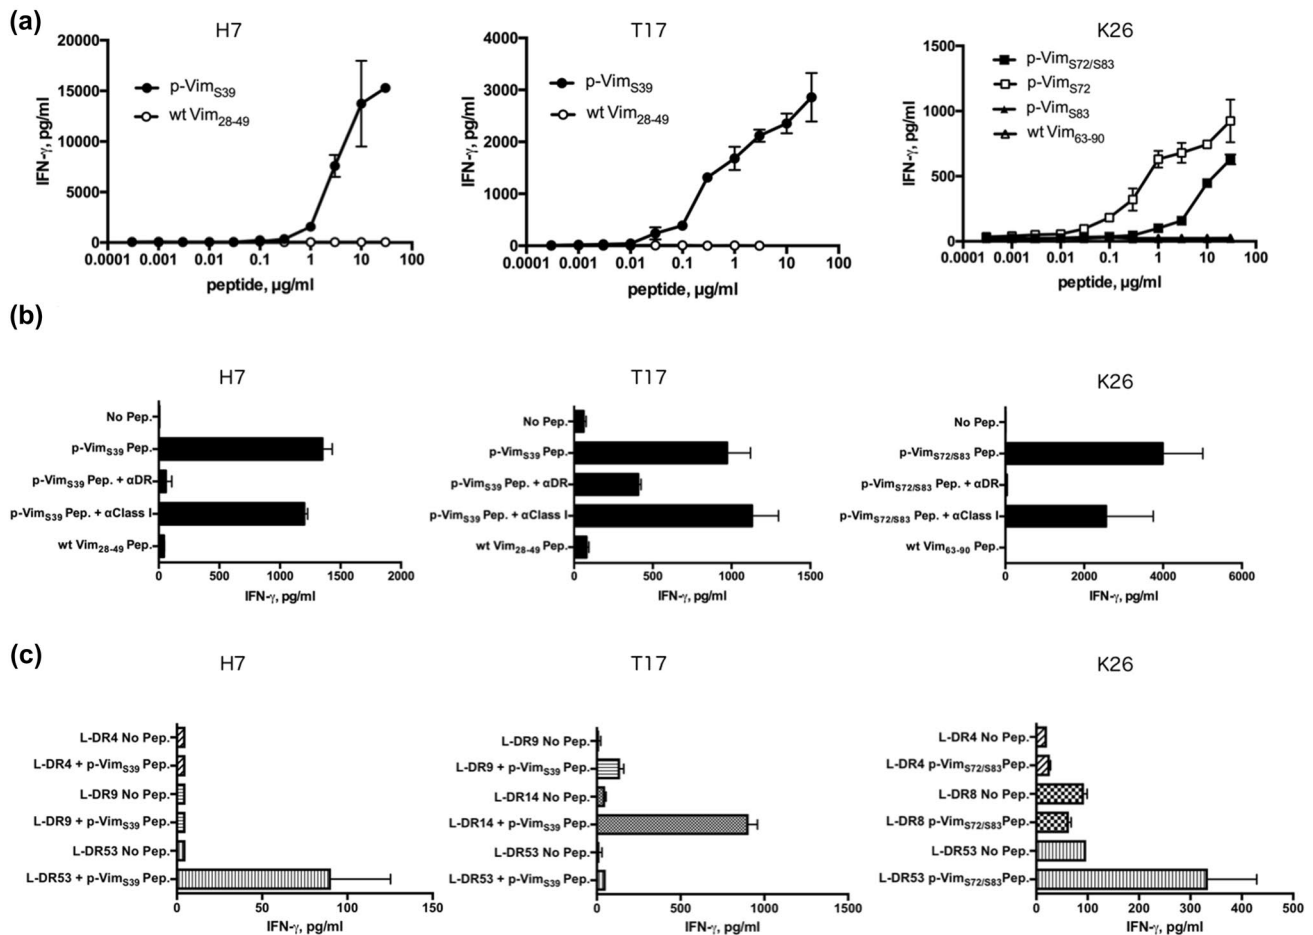 (a)
H7
20000
15000
10000
5000
0
IFN-γ, pg/ml
p-VimS39
wt Vim28-49
0.0001 0.001 0.01 0.1 1 10 100
peptide, µg/ml
T17
4000
3000
2000
1000
0
IFN-γ, pg/ml
p-VimS39
wt Vim28-49
0.0001 0.001 0.01 0.1 1 10 100
peptide, µg/ml
K26
1500
1000
500
0
IFN-γ, pg/ml
p-VimS72/S83
p-VimS72
p-VimS83
wt Vim63-90
0.0001 0.001 0.01 0.1 1 10 100
peptide, µg/ml
(b)
H7
No Pep.
p-VimS39 Pep.
p-VimS39 Pep. + αDR
p-VimS39 Pep. + αClass I
wt Vim28-49 Pep.
0 500 1000 1500 2000
IFN-γ, pg/ml
T17
No Pep.
p-VimS39 Pep.
p-VimS39 Pep. + αDR
p-VimS39 Pep. + αClass I
wt Vim28-49 Pep.
0 500 1000 1500
IFN-γ, pg/ml
K26
No Pep.
p-VimS72/S83 Pep.
p-VimS72/S83 Pep. + αDR
p-VimS72/S83 Pep. + αClass I
wt Vim63-90 Pep.
0 2000 4000 6000
IFN-γ, pg/ml
(c)
H7
L-DR4 No Pep.
L-DR4 + p-VimS39 Pep.
L-DR9 No Pep.
L-DR9 + p-VimS39 Pep.
L-DR53 No Pep.
L-DR53 + p-VimS39 Pep.
0 50 100 150
IFN-γ, pg/ml
T17
L-DR9 No Pep.
L-DR9 + p-VimS39 Pep.
L-DR14 No Pep.
L-DR14 + p-VimS39 Pep.
L-DR53 No Pep.
L-DR53 + p-VimS39 Pep.
0 500 1000 1500
IFN-γ, pg/ml
K26
L-DR4 No Pep.
L-DR4 p-VimS72/S83Pep.
L-DR8 No Pep.
L-DR8 p-VimS72/S83Pep.
L-DR53 No Pep.
L-DR53 p-VimS72/S83Pep.
0 100 200 300 400 500
IFN-γ, pg/ml